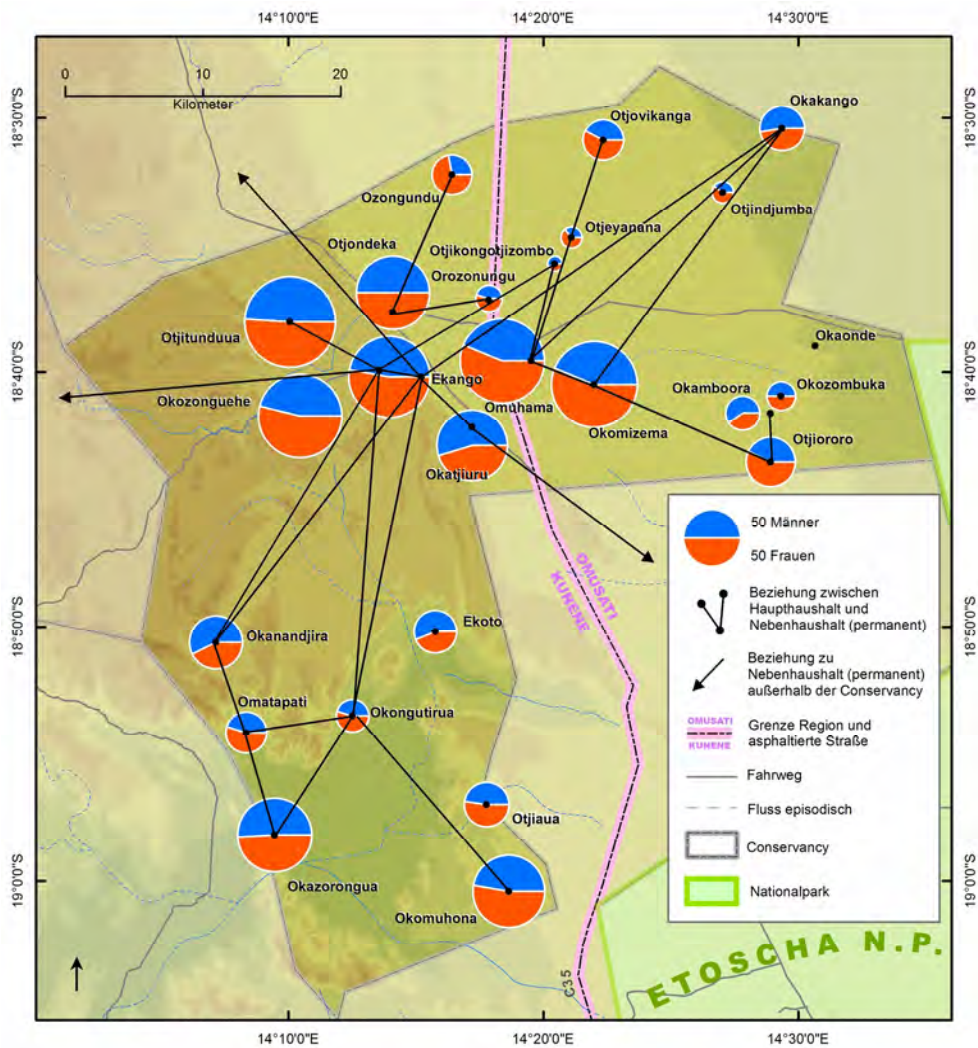 14°10'0"E
14°20'0"E
14°30'0"E
0
10
20
Kilometer
18°30'0"S
18°30'0"S
Okakango
Otjovikanga
Ozongundu
Otjindjumba
Otjeyanana
Otjondeka
Otjikongotjizombo
Orozonungu
Otjitunduua
Okaonde
18°40'0"S
18°40'0"S
Ekango
Okamboora
Okozombuka
Okozonguehe
Omuhama
Okomizema
Otjiororo
Okatjiuru
OMUSATI
KUHENE
50 Männer
50 Frauen
Beziehung zwischen
Haupthaushalt und
Nebenhaushalt (permanent)
Beziehung zu
Nebenhaushalt (permanent)
außerhalb der Conservancy
OMUSATI
KUHENE
Grenze Region und
asphaltierte Straße
Fahrweg
Fluss episodisch
Conservancy
Nationalpark
18°50'0"S
18°50'0"S
Okanandjira
Ekoto
Omatapati
Okongutirua
Otjiaua
Okazorongua
Okomuhona
19°0'0"S
19°0'0"S
C35
ETOSCHA N.P.
14°10'0"E
14°20'0"E
14°30'0"E